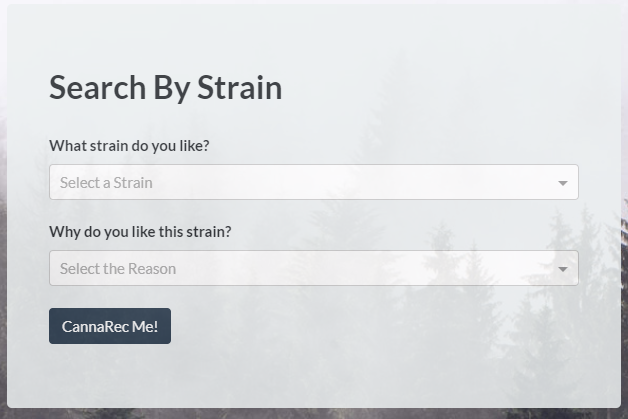 Search By Strain
What strain do you like?
Select a Strain
Why do you like this strain?
Select the Reason
CannaRec Me!